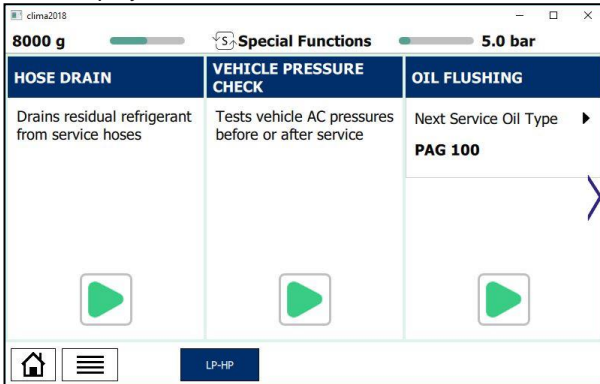 clima2018
8000 g
S Special Functions
5.0 bar
HOSE DRAIN
Drains residual refrigerant
from service hoses
VEHICLE PRESSURE
CHECK
Tests vehicle AC pressures
before or after service
OIL FLUSHING
Next Service Oil Type
PAG 100
LP-HP